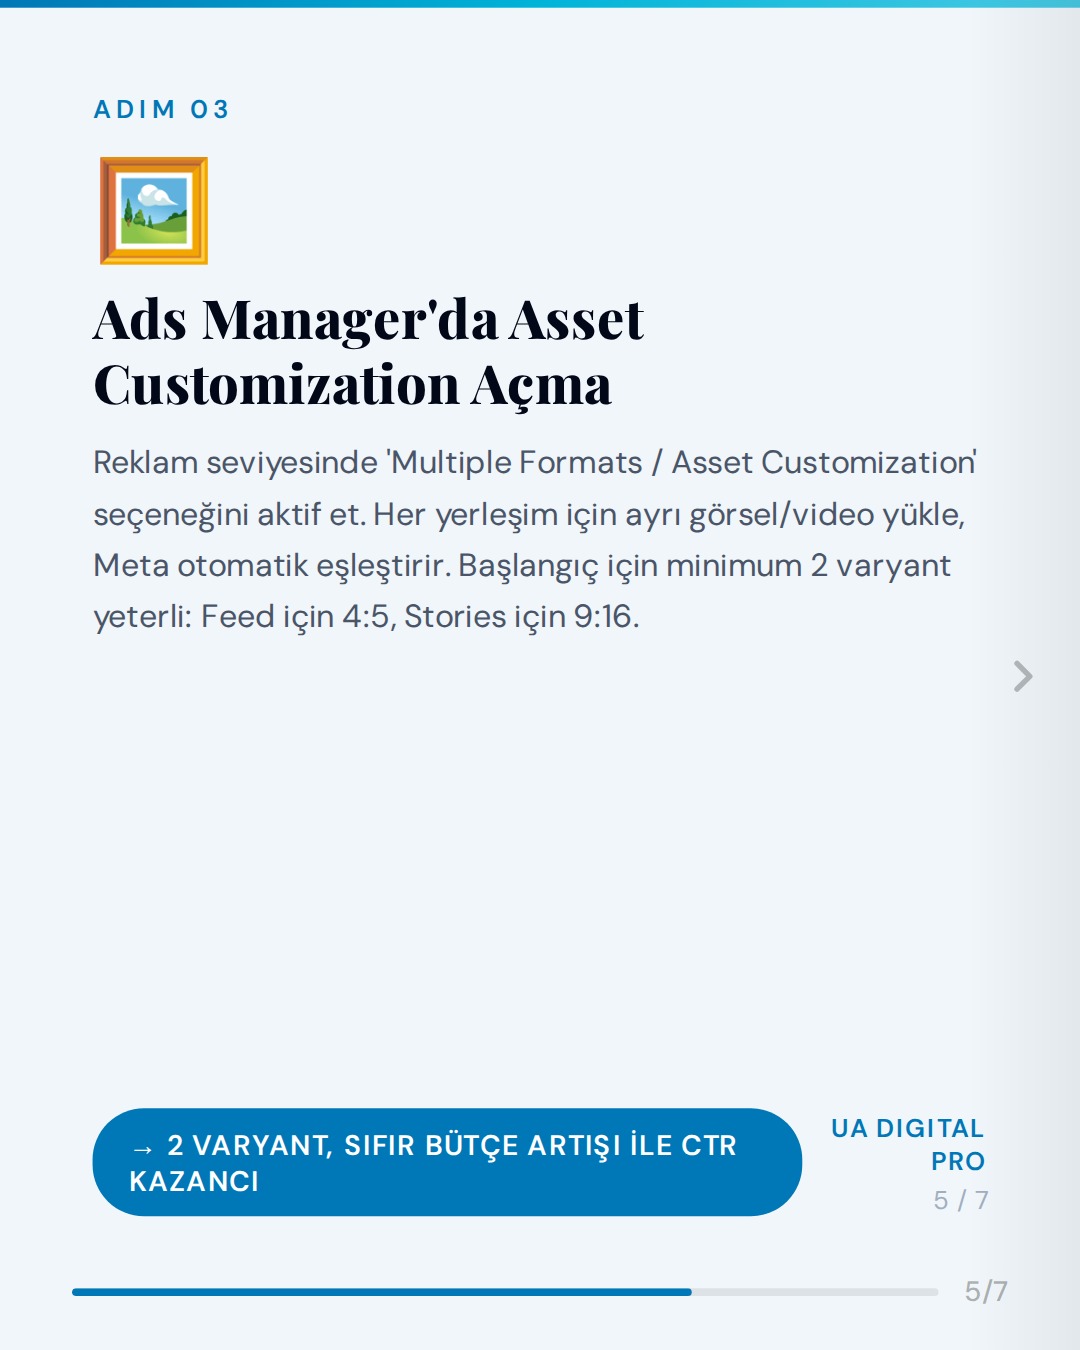 ADIM 03
Ads Manager'da Asset
Customization Açma
Reklam seviyesinde 'Multiple Formats / Asset Customization'
seçeneğini aktif et. Her yerleşim için ayrı görsel/video yükle,
Meta otomatik eşleştirir. Başlangıç için minimum 2 varyant
yeterli: Feed için 4:5, Stories için 9:16.
→ 2 VARYANT, SIFIR BÜTÇE ARTIŞI İLE CTR
KAZANCI
UA DIGITAL
PRO
5 / 7
5/7